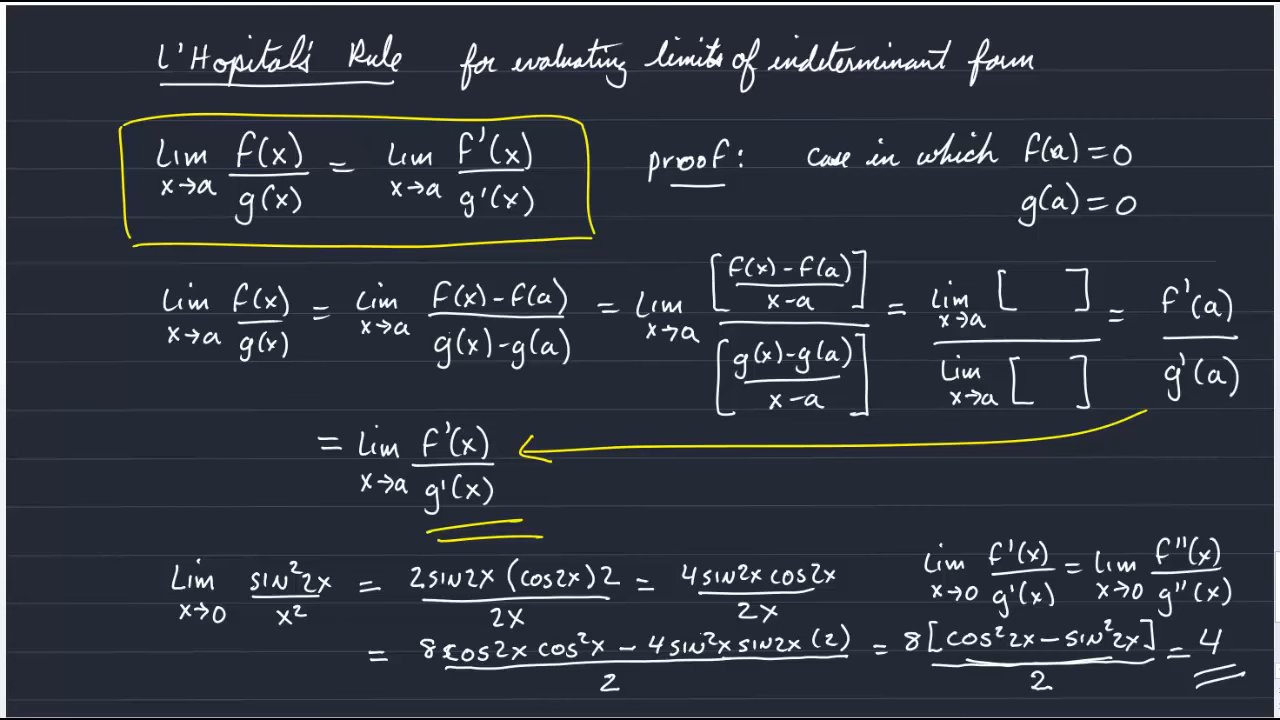 L'Hopital's Rule for evaluating limits of indeterminant form
Lim x→a f(x)/g(x) = Lim x→a f'(x)/g'(x) proof: case in which f(a)=0
g(a)=0
Lim x→a f(x)/g(x) = Lim x→a (f(x)-f(a))/(g(x)-g(a)) = Lim x→a [(f(x)-f(a))/(x-a)]/[(g(x)-g(a))/(x-a)] = Lim x→a [ ]/Lim x→a [ ] = f'(a)/g'(a)
= Lim x→a f'(x)/g'(x)
Lim x→0 sin²2x/x² = 2sin2x (cos2x)2/2x = 4sin2x cos2x/2x Lim x→0 f'(x)/g'(x) = Lim x→0 f''(x)/g''(x)
= (8cos2x cos²x - 4sin²x sin2x (2))/2 = 8[cos²2x - sin²2x]/2 = 4